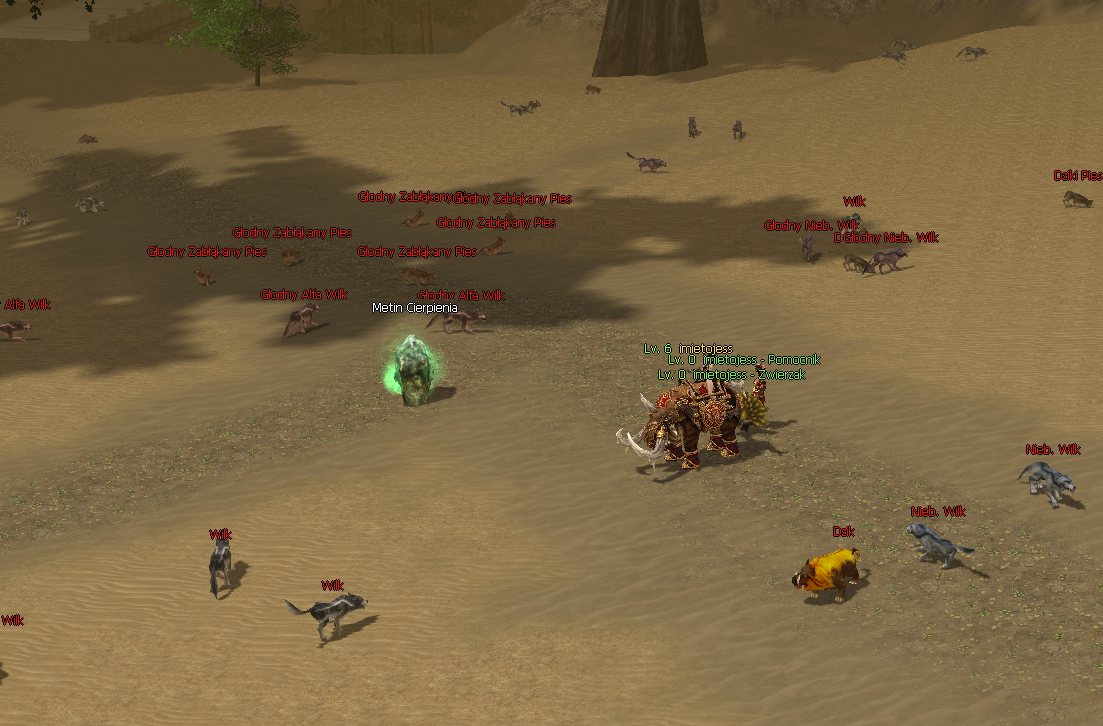 Dziki Pies
Głodny Zabłąkany Pies
Głodny Zabłąkany Pies
Wilk
Głodny Zabłąkany Pies
Głodny Nieb. Wilk
Głodny Zabłąkany Pies
Głodny Nieb. Wilk
Głodny Zabłąkany Pies
Głodny Zabłąkany Pies
Głodny Alfa Wilk
Głodny Alfa Wilk
Alfa Wilk
Metin Cierpienia
Lv. 6 imietojess
Lv. 0 imietojess - Pomocnik
Lv. 0 imietojess - Zwierzak
Nieb. Wilk
Nieb. Wilk
Dzik
Wilk
Wilk
Wilk